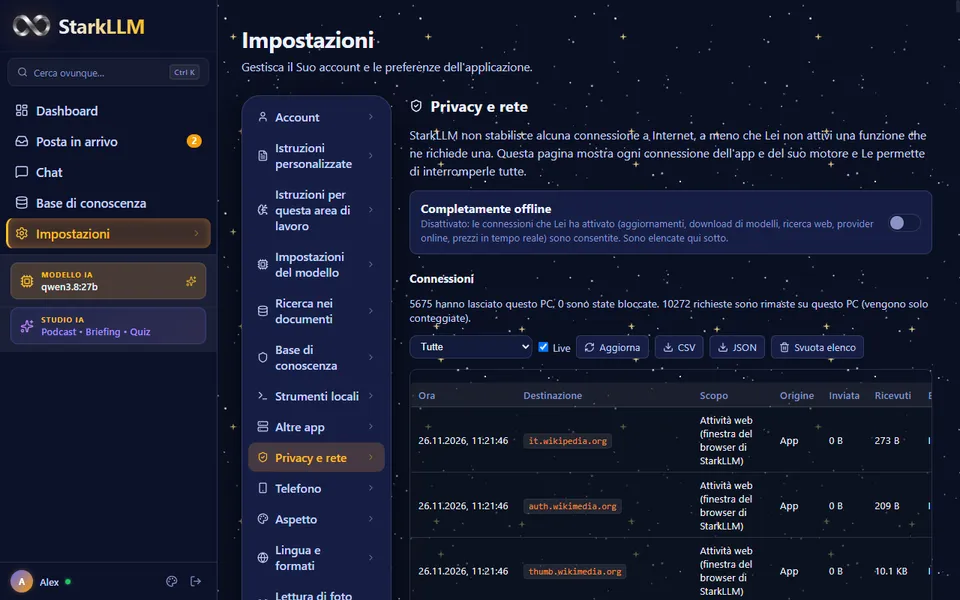 StarkLLM
Cerca ovunque...
Ctrl K
Dashboard
Posta in arrivo
2
Chat
Base di conoscenza
Impostazioni
MODELLO IA
qwen3.8:27b
STUDIO IA
Podcast • Briefing • Quiz
A
Alex
Impostazioni
Gestisca il Suo account e le preferenze dell'applicazione.
Account
Istruzioni
personalizzate
Istruzioni per
questa area di
lavoro
Impostazioni
del modello
Ricerca nei
documenti
Base di
conoscenza
Strumenti locali
Altre app
Privacy e rete
Telefono
Aspetto
Lingua e
formati
Lettura di foto
Privacy e rete
StarkLLM non stabilisce alcuna connessione a Internet, a meno che Lei non attivi una funzione che
ne richiede una. Questa pagina mostra ogni connessione dell'app e del suo motore e Le permette
di interromperle tutte.
Completamente offline
Disattivato: le connessioni che Lei ha attivato (aggiornamenti, download di modelli, ricerca web, provider
online, prezzi in tempo reale) sono consentite. Sono elencate qui sotto.
Connessioni
5675 hanno lasciato questo PC, 0 sono state bloccate. 10272 richieste sono rimaste su questo PC (vengono solo
conteggiate).
Tutte
Live
Aggiorna
CSV
JSON
Svuota elenco
Ora Destinazione Scopo Origine Inviata Ricevuti
26.11.2026, 11:21:46 it.wikipedia.org Attività web
(finestra del
browser di
StarkLLM) App 0 B 273 B
26.11.2026, 11:21:46 auth.wikimedia.org Attività web
(finestra del
browser di
StarkLLM) App 0 B 209 B
26.11.2026, 11:21:46 thumb.wikimedia.org Attività web
(finestra del
browser di
StarkLLM) App 0 B 10.1 KB